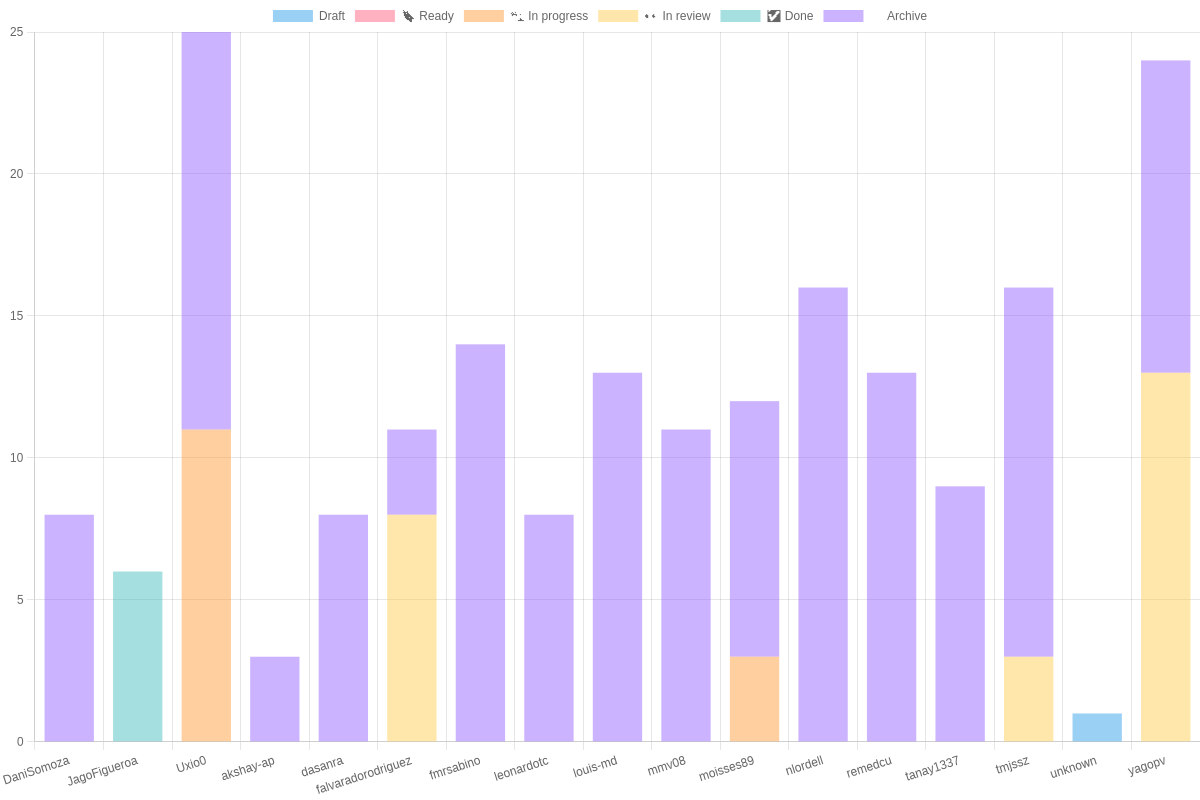 Draft 🔖 Ready 🏗 In progress 👀 In review ✅ Done Archive
25
20
15
10
5
0
DaniSomoza
JagoFigueroa
Uxio0
akshay-ap
dasanra
falvaradorodriguez
fmrsabino
leonardotc
louis-md
mmv08
moisses89
nlordell
remedcu
tanay1337
tmjssz
unknown
yagopv